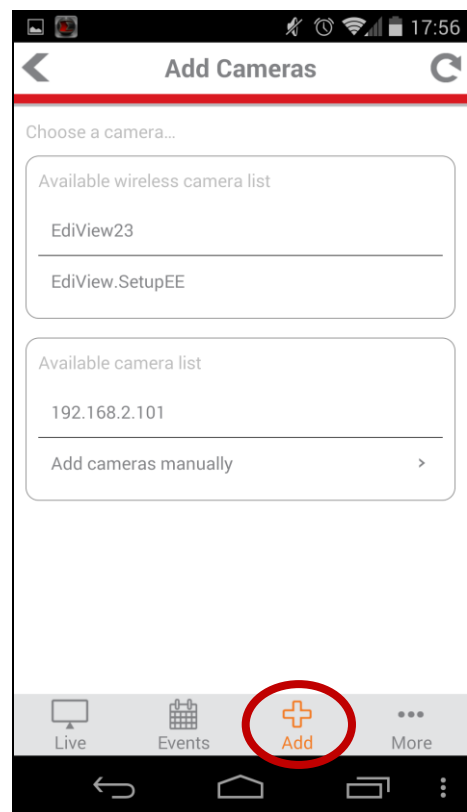 17:56
Add Cameras
Choose a camera...
Available wireless camera list
EdiView23
EdiView.SetupEE
Available camera list
192.168.2.101
Add cameras manually >
Live Events Add More